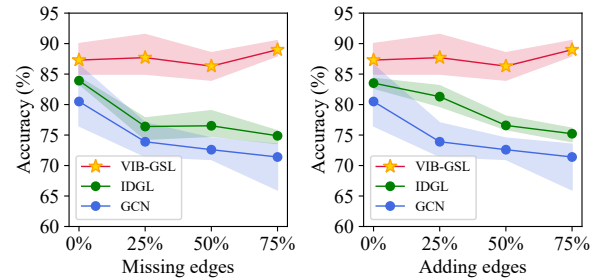 95
90
85
80
75
70
65
60
Accuracy (%)
VIB-GSL
IDGL
GCN
0% 25% 50% 75%
Missing edges
95
90
85
80
75
70
65
60
Accuracy (%)
VIB-GSL
IDGL
GCN
0% 25% 50% 75%
Adding edges